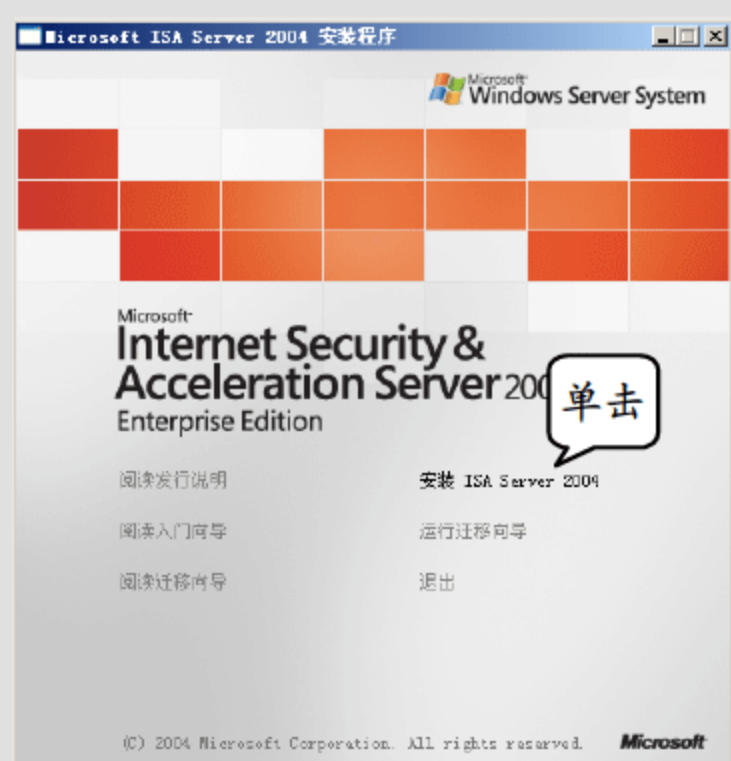 Microsoft ISA Server 2004 安装程序
Microsoft
Windows Server System
Microsoft
Internet Security &
Acceleration Server 200
Enterprise Edition
单击
阅读发行说明
安装 ISA Server 2004
阅读入门向导
运行迁移向导
阅读迁移向导
退出
(C) 2004 Microsoft Corporation. All rights reserved.
Microsoft